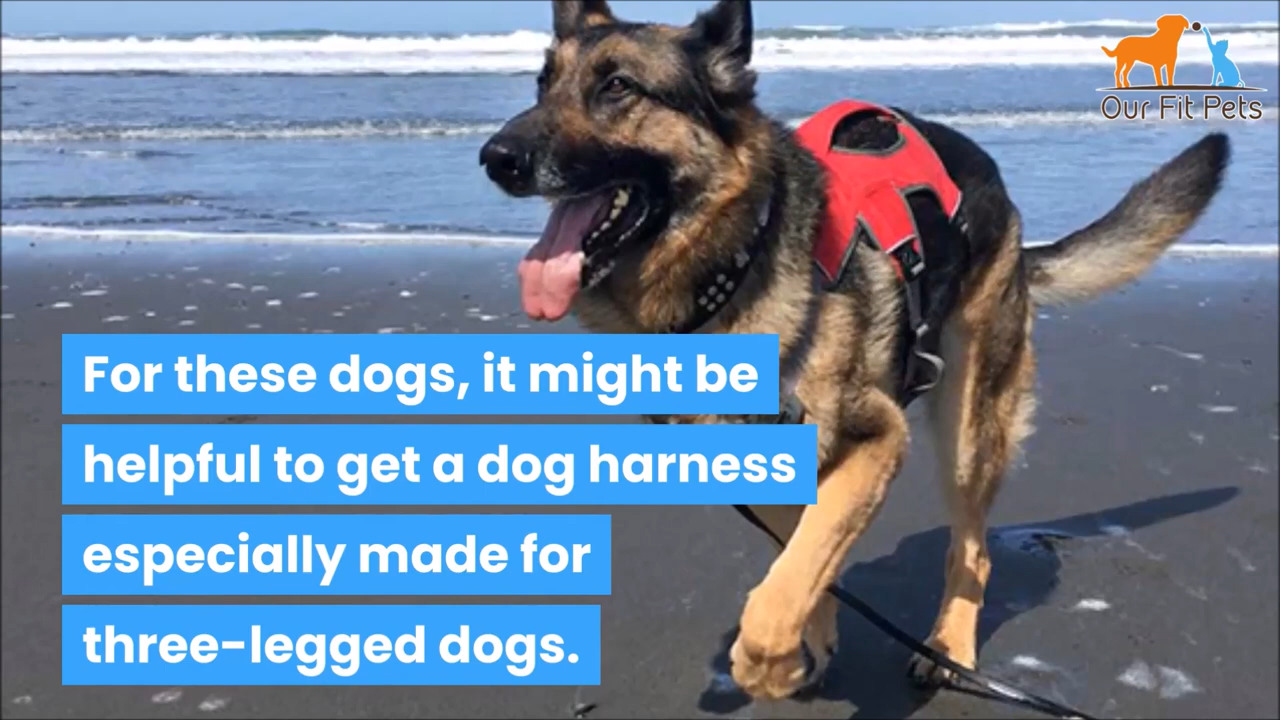 Our Fit Pets
For these dogs, it might be
helpful to get a dog harness
especially made for
three-legged dogs.